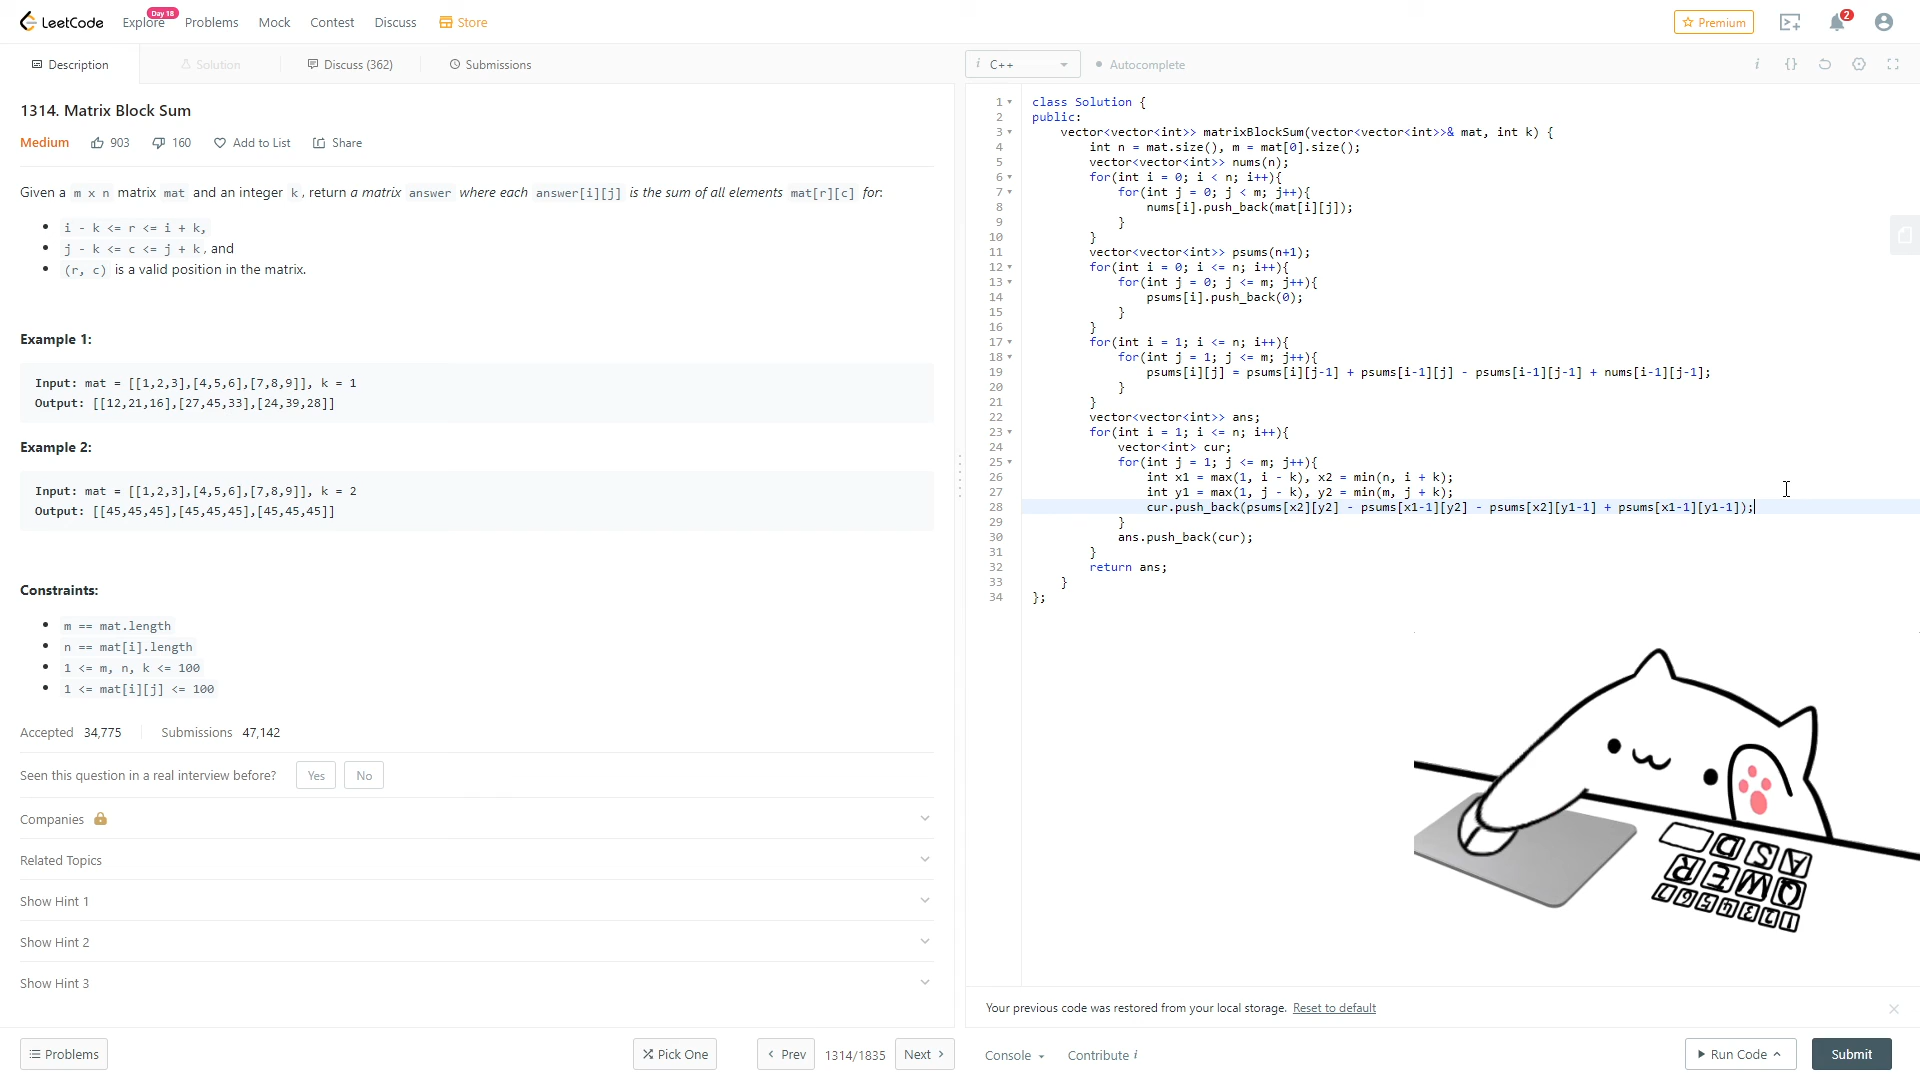 LeetCode
Explore
Day 18
Problems
Mock
Contest
Discuss
Store
Premium
2
Description
Solution
Discuss (362)
Submissions
i C++
Autocomplete
i
{}
1314. Matrix Block Sum
Medium
903
160
Add to List
Share
Given a m x n matrix mat and an integer k, return a matrix answer where each answer[i][j] is the sum of all elements mat[r][c] for:
i - k <= r <= i + k,
j - k <= c <= j + k, and
(r, c) is a valid position in the matrix.
Example 1:
Input: mat = [[1,2,3],[4,5,6],[7,8,9]], k = 1
Output: [[12,21,16],[27,45,33],[24,39,28]]
Example 2:
Input: mat = [[1,2,3],[4,5,6],[7,8,9]], k = 2
Output: [[45,45,45],[45,45,45],[45,45,45]]
Constraints:
m == mat.length
n == mat[i].length
1 <= m, n, k <= 100
1 <= mat[i][j] <= 100
Accepted 34,775
Submissions 47,142
Seen this question in a real interview before?
Yes
No
Companies
Related Topics
Show Hint 1
Show Hint 2
Show Hint 3
Problems
Pick One
Prev
1314/1835
Next
1 class Solution {
2 public:
3 vector<vector<int>> matrixBlockSum(vector<vector<int>>& mat, int k) {
4 int n = mat.size(), m = mat[0].size();
5 vector<vector<int>> nums(n);
6 for(int i = 0; i < n; i++){
7 for(int j = 0; j < m; j++){
8 nums[i].push_back(mat[i][j]);
9 }
10 }
11 vector<vector<int>> psums(n+1);
12 for(int i = 0; i <= n; i++){
13 for(int j = 0; j <= m; j++){
14 psums[i].push_back(0);
15 }
16 }
17 for(int i = 1; i <= n; i++){
18 for(int j = 1; j <= m; j++){
19 psums[i][j] = psums[i][j-1] + psums[i-1][j] - psums[i-1][j-1] + nums[i-1][j-1];
20 }
21 }
22 vector<vector<int>> ans;
23 for(int i = 1; i <= n; i++){
24 vector<int> cur;
25 for(int j = 1; j <= m; j++){
26 int x1 = max(1, i - k), x2 = min(n, i + k);
27 int y1 = max(1, j - k), y2 = min(m, j + k);
28 cur.push_back(psums[x2][y2] - psums[x1-1][y2] - psums[x2][y1-1] + psums[x1-1][y1-1]);
29 }
30 ans.push_back(cur);
31 }
32 return ans;
33 }
34 };
A S D
Q W E R
1 2 3 4 5 6 7
Your previous code was restored from your local storage. Reset to default
Console
Contribute i
Run Code
Submit